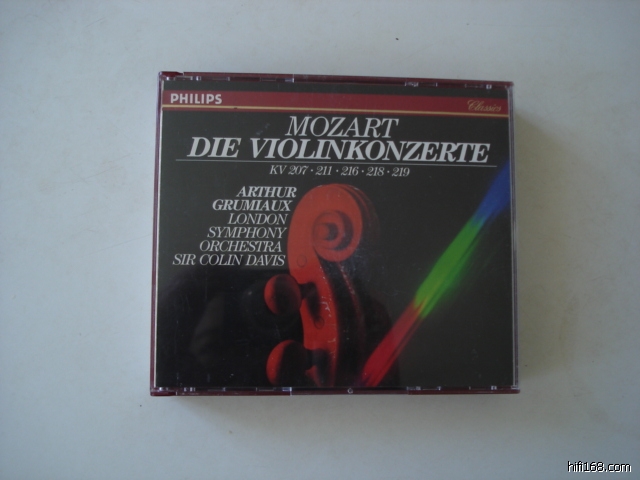 PHILIPS
Classics
MOZART
DIE VIOLINKONZERTE
KV 207 · 211 · 216 · 218 · 219
ARTHUR
GRUMIAUX
LONDON
SYMPHONY
ORCHESTRA
SIR COLIN DAVIS
hifi168.com